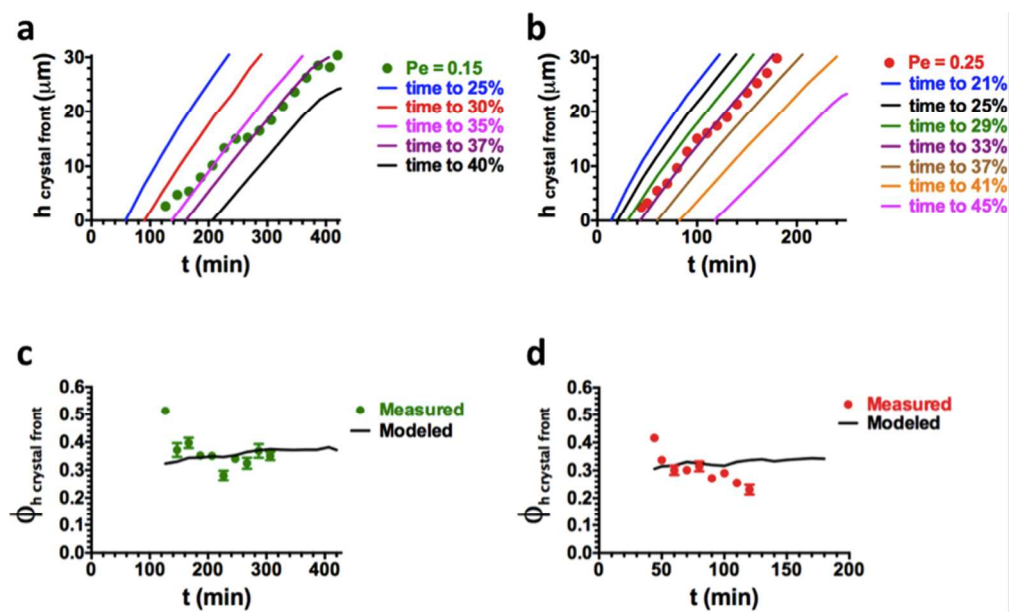 a
h crystal front (μm)
30
20
10
0
0 100 200 300 400
t (min)
Pe = 0.15
time to 25%
time to 30%
time to 35%
time to 37%
time to 40%
b
h crystal front (μm)
30
20
10
0
0 100 200
t (min)
Pe = 0.25
time to 21%
time to 25%
time to 29%
time to 33%
time to 37%
time to 41%
time to 45%
c
ϕh crystal front
0.6
0.5
0.4
0.3
0.2
0.1
0.0
0 100 200 300 400
t (min)
Measured
Modeled
d
ϕh crystal front
0.6
0.5
0.4
0.3
0.2
0.1
0.0
0 50 100 150 200
t (min)
Measured
Modeled